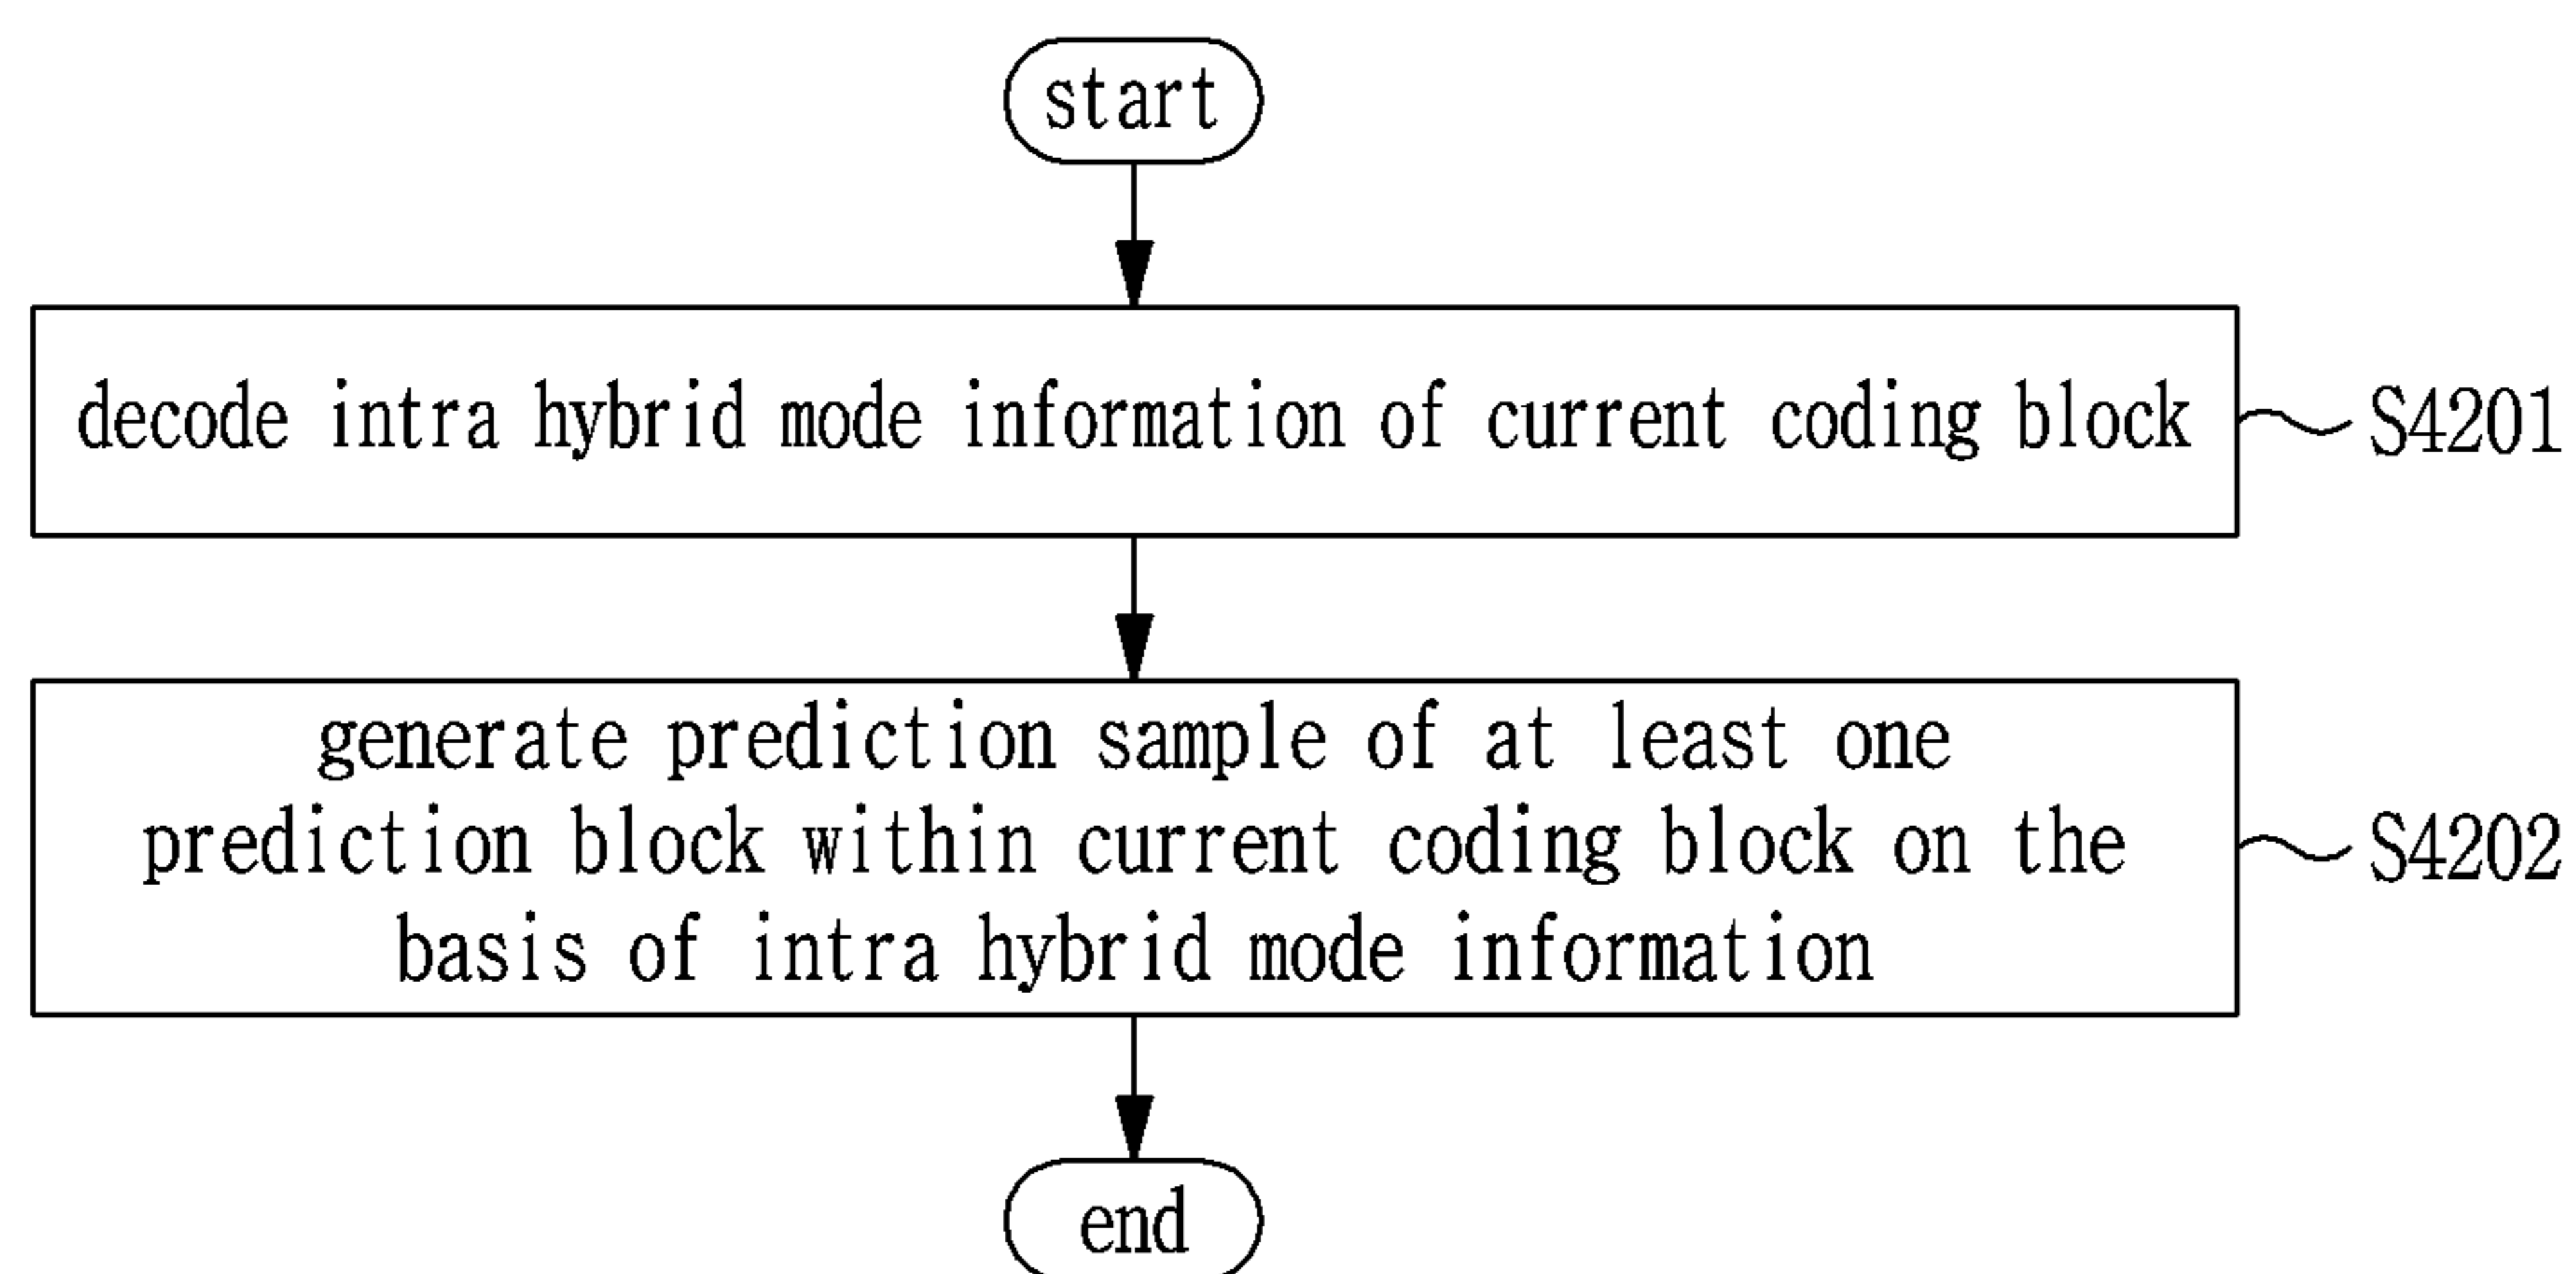 start
decode intra hybrid mode information of current coding block
S4201
generate prediction sample of at least one
prediction block within current coding block on the
basis of intra hybrid mode information
S4202
end